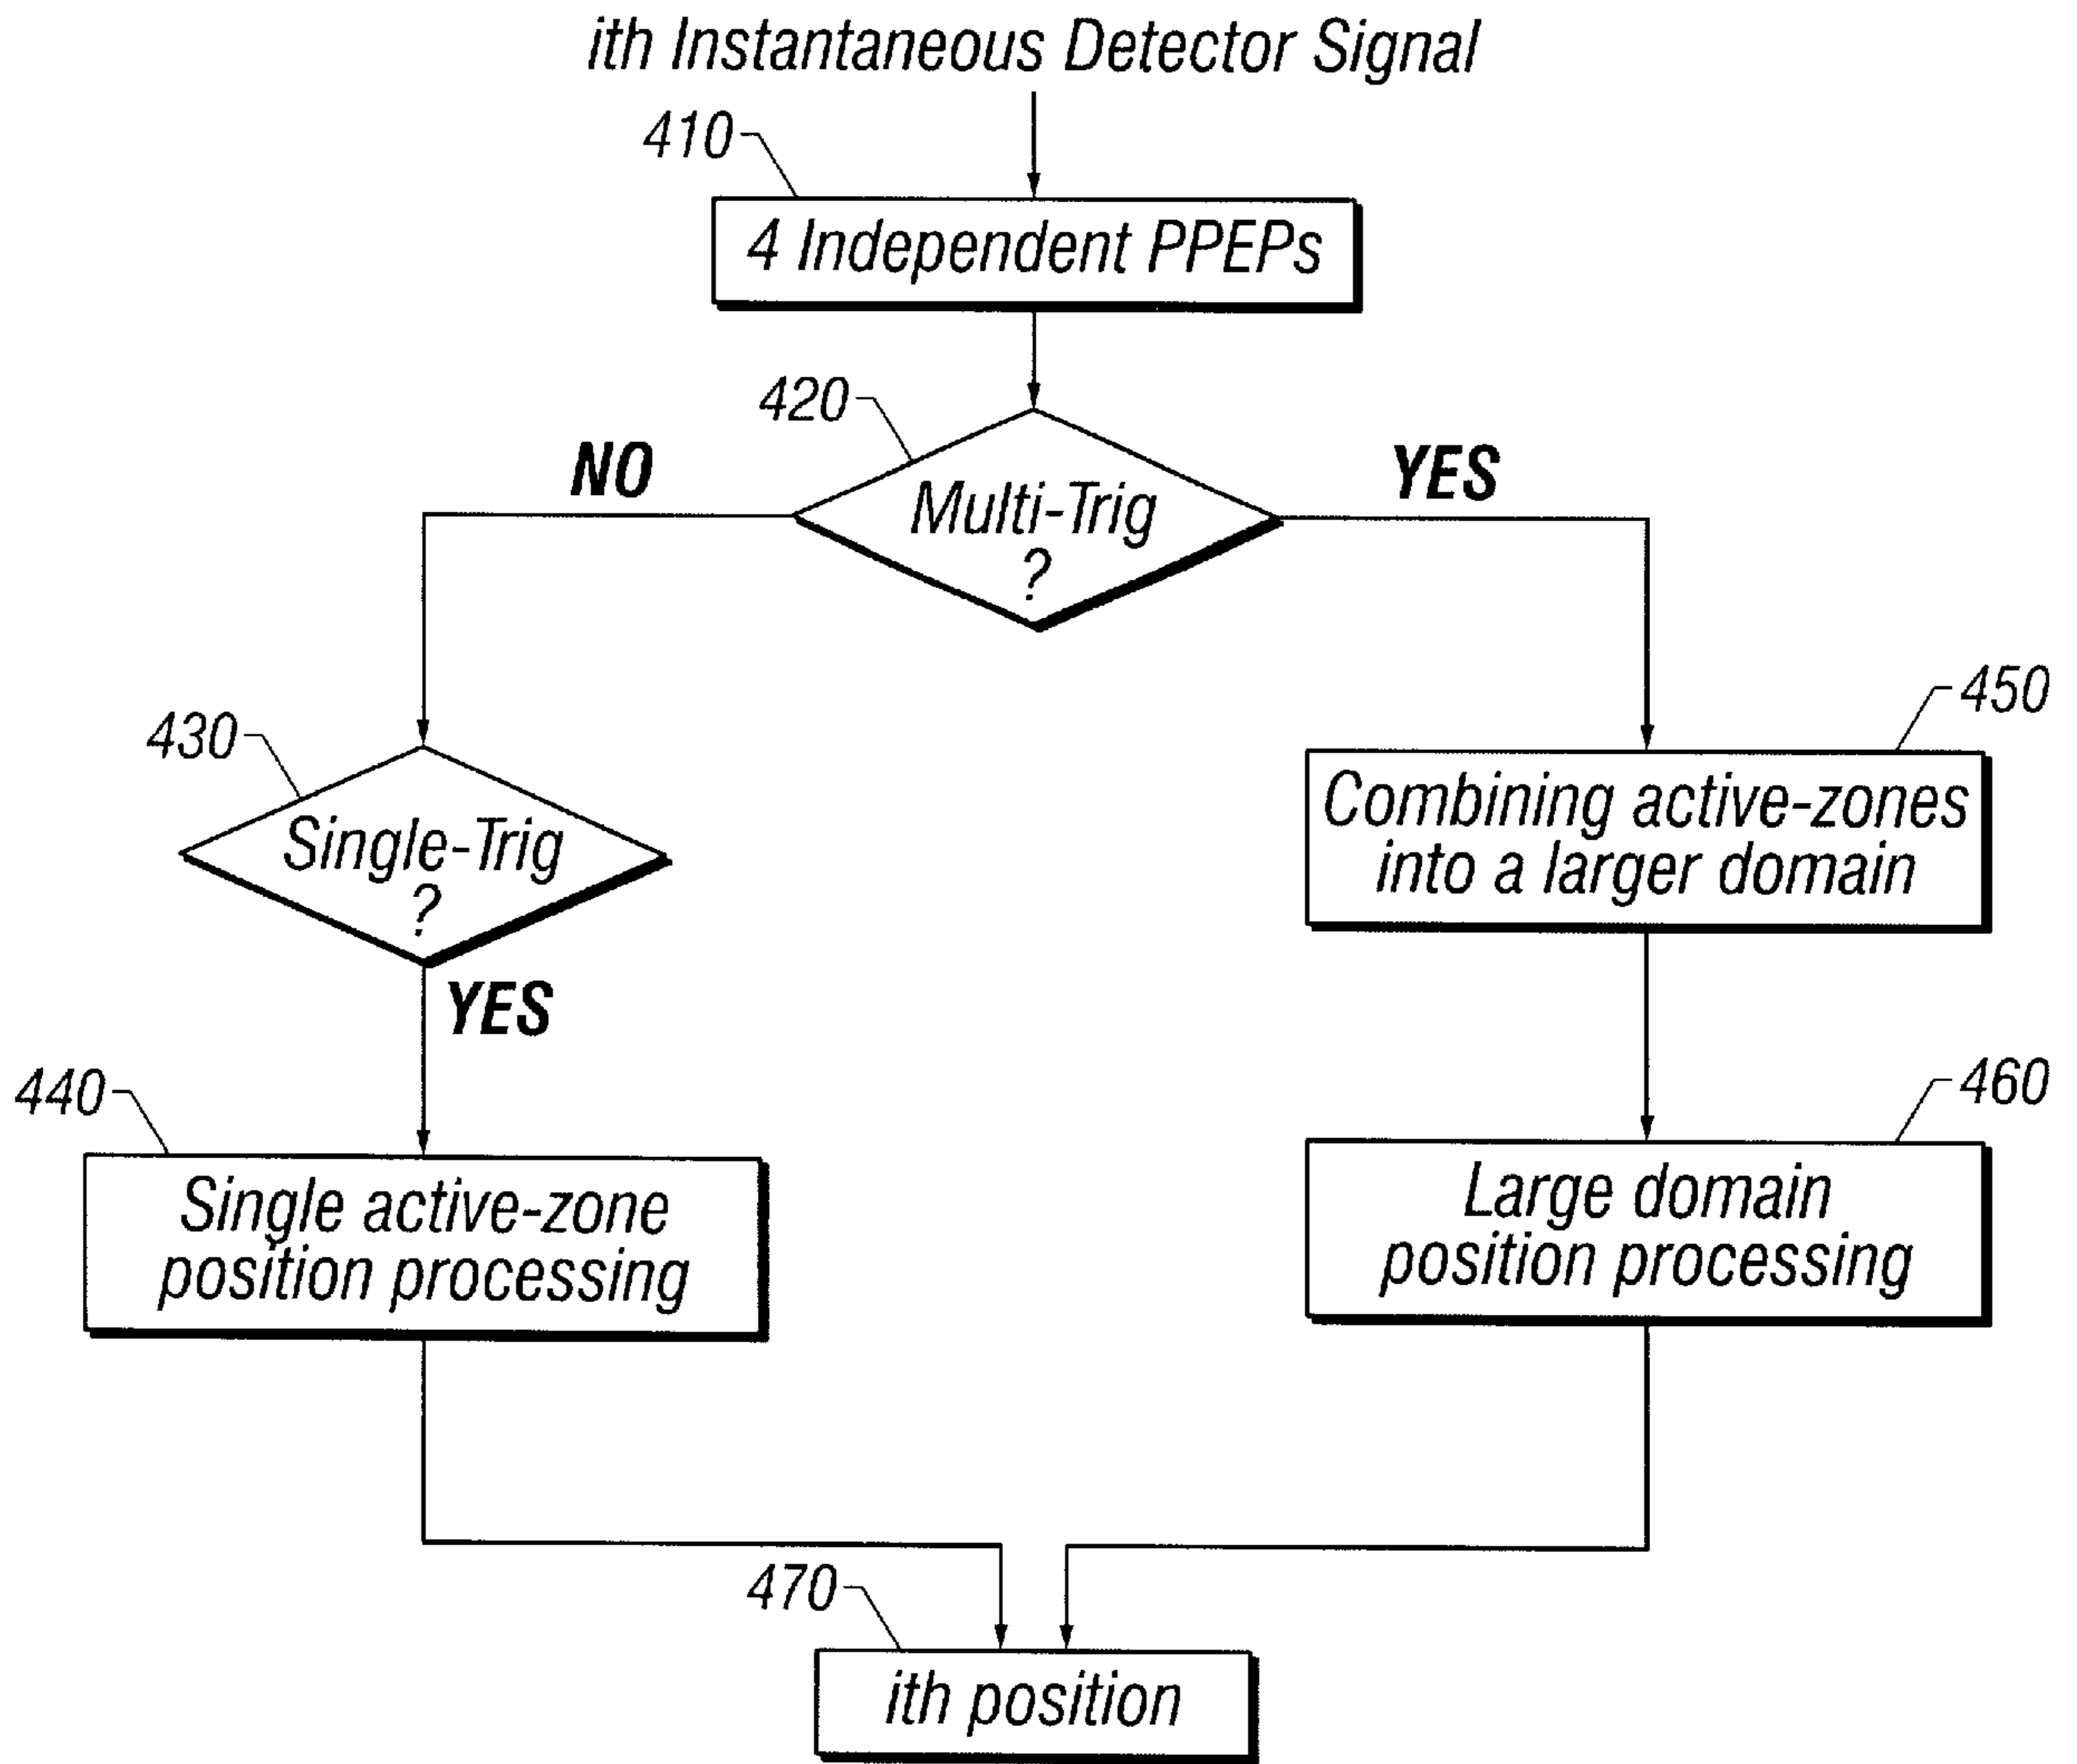 ith Instantaneous Detector Signal
410
4 Independent PPEPs
420
NO
YES
Multi-Trig
?
430
450
Single-Trig
?
Combining active-zones
into a larger domain
YES
440
460
Single active-zone
position processing
Large domain
position processing
470
ith position